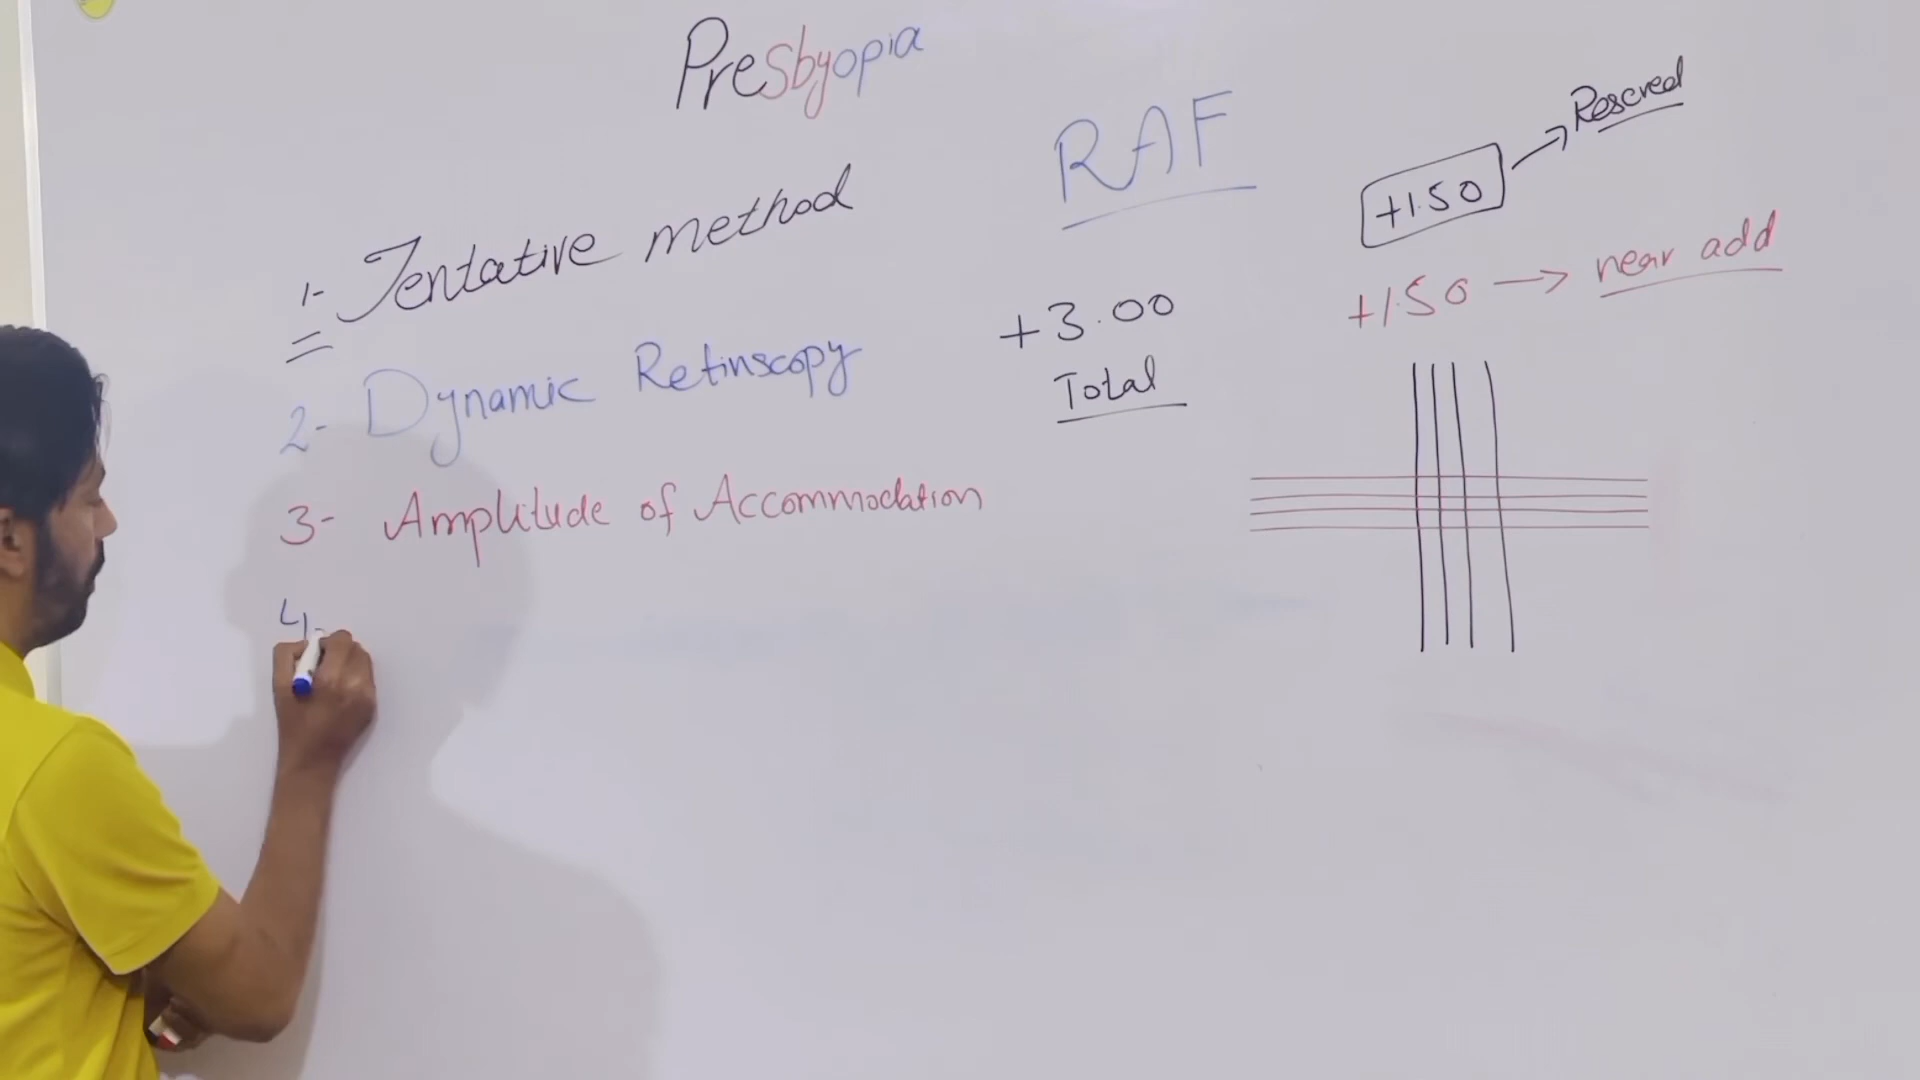 Presbyopia
1- Tentative method
2- Dynamic Retinscopy
3- Amplitude of Accommodation
4-
RAF
+3.00
Total
+1.50 → Rescred
+1.50 → near add